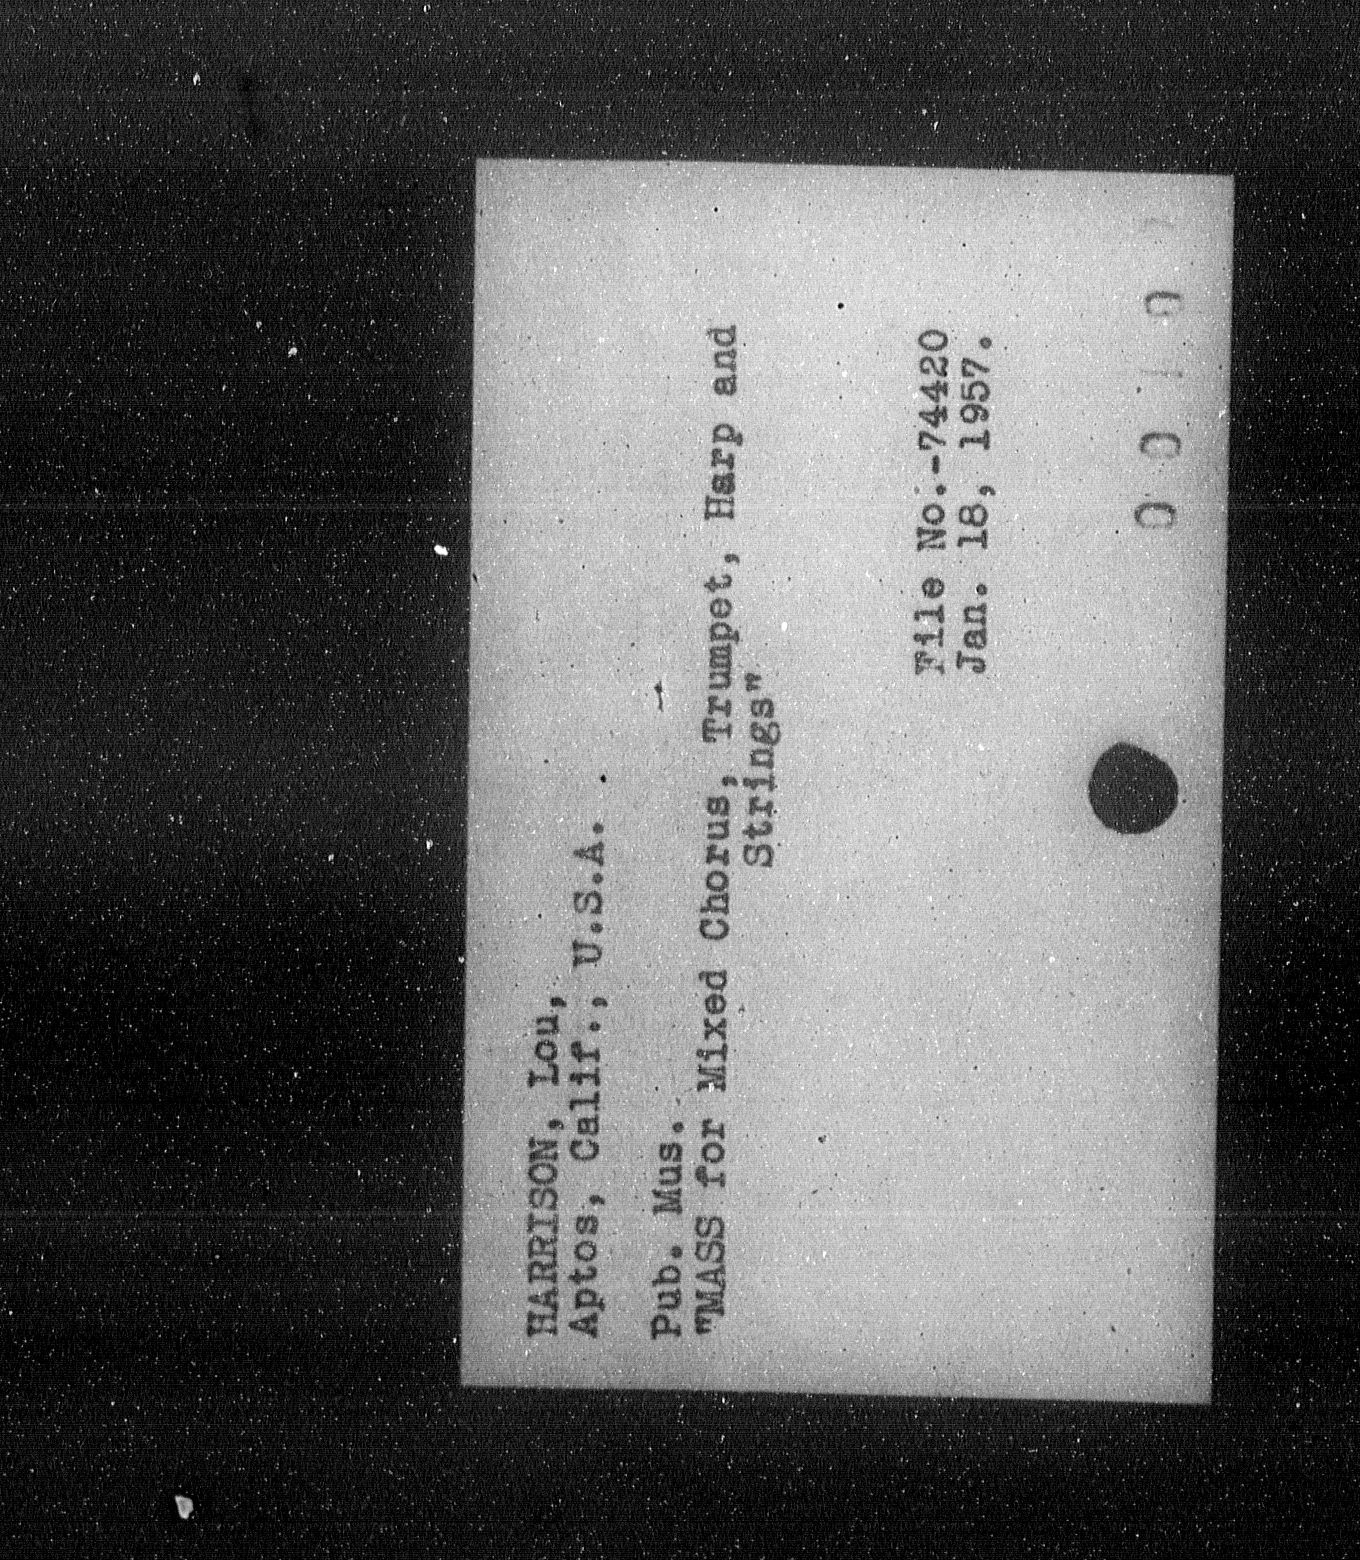 HARRISON, Lou,
Aptos, Calif., U.S.A.
Pub. Mus.
"MASS for Mixed Chorus, Trumpet, Harp and
Strings"
File No.-74420
Jan. 18, 1957.